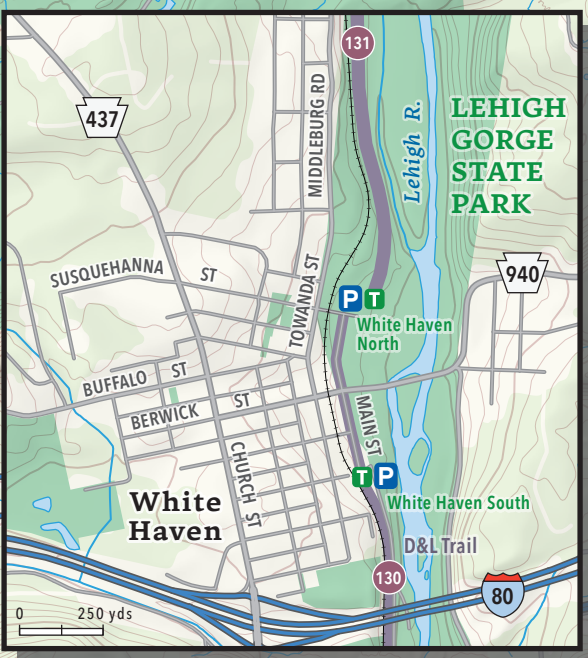 131
MIDDLEBURG RD
Lehigh R.
LEHIGH
GORGE
STATE
PARK
437
SUSQUEHANNA ST
TOWANDA ST
940
P T
White Haven
North
BUFFALO ST
BERWICK ST
MAIN ST
CHURCH ST
T P
White Haven South
White
Haven
D&L Trail
130
80
0 250 yds